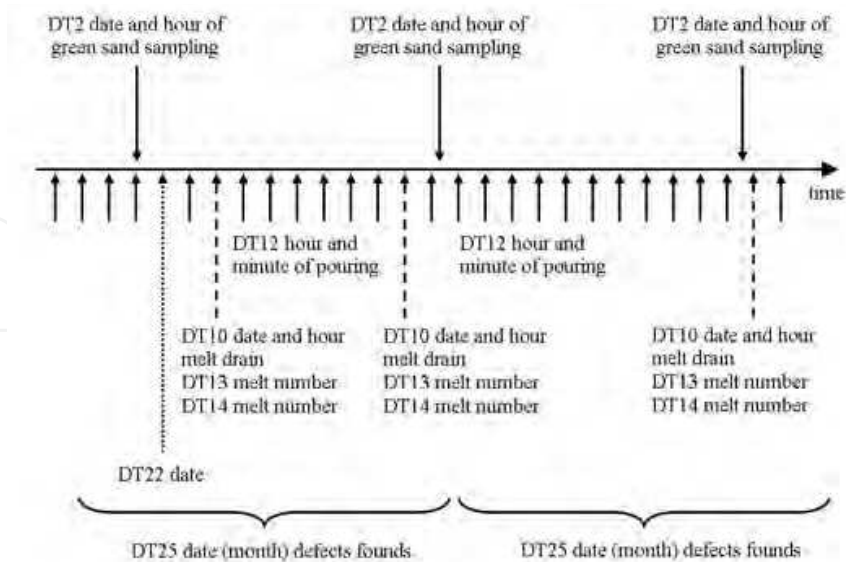 DT2 date and hour of
green sand sampling
DT2 date and hour of
green sand sampling
DT2 date and hour of
green sand sampling
time
DT12 hour and
minute of pouring
DT12 hour and
minute of pouring
DT10 date and hour
melt drain
DT13 melt number
DT14 melt number
DT10 date and hour
melt drain
DT13 melt number
DT14 melt number
DT10 date and hour
melt drain
DT13 melt number
DT14 melt number
DT22 date
DT25 date (month) defects founds
DT25 date (month) defects founds